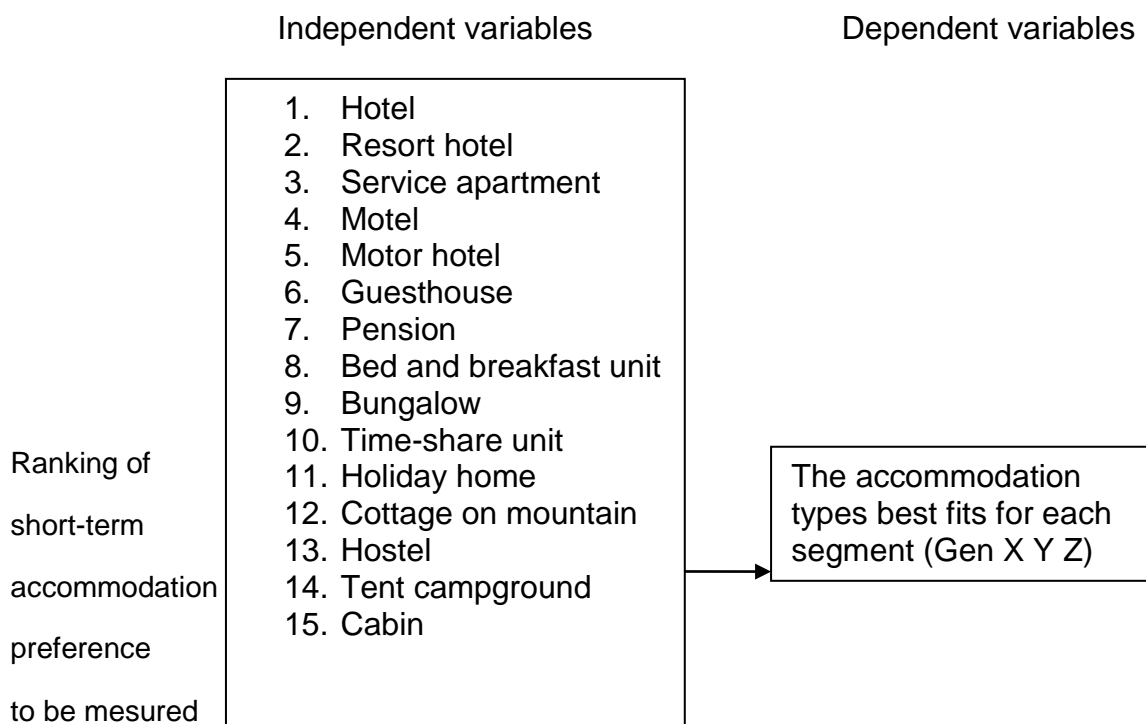 Independent variables
Dependent variables
1. Hotel
2. Resort hotel
3. Service apartment
4. Motel
5. Motor hotel
6. Guesthouse
7. Pension
8. Bed and breakfast unit
9. Bungalow
10. Time-share unit
11. Holiday home
12. Cottage on mountain
13. Hostel
14. Tent campground
15. Cabin
Ranking of
short-term
accommodation
preference
to be mesured
The accommodation
types best fits for each
segment (Gen X Y Z)